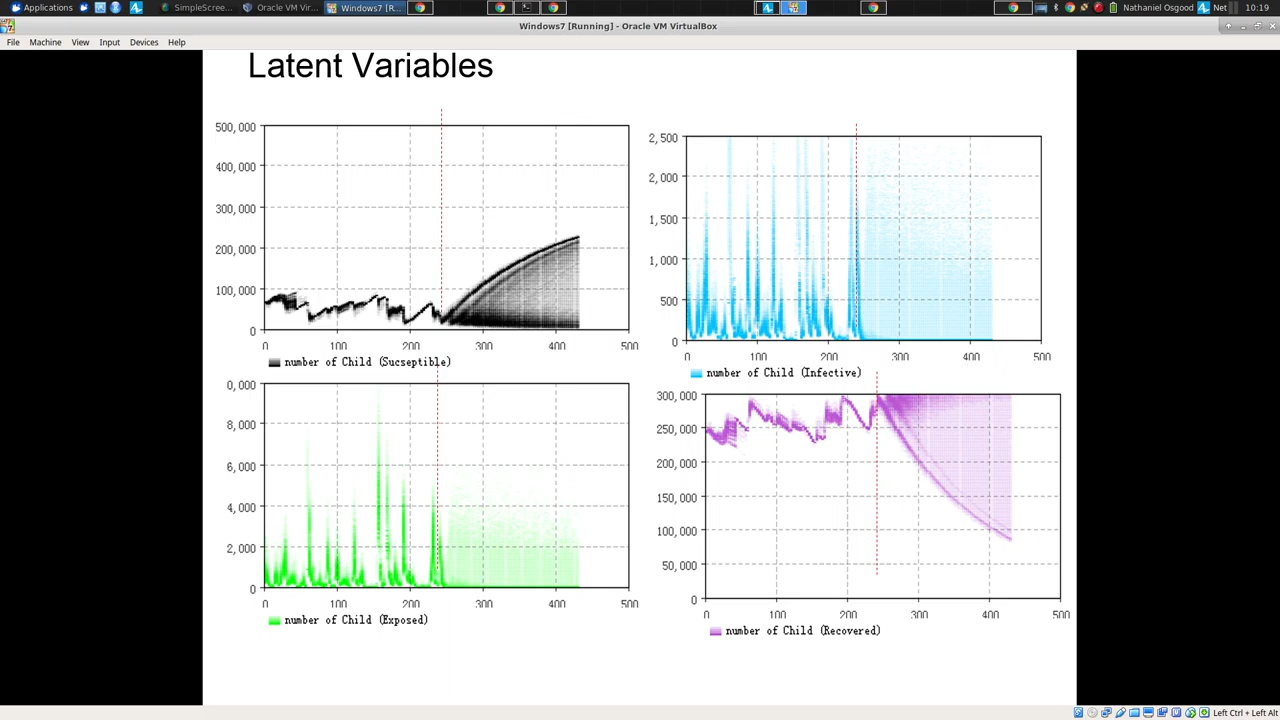 Applications
SimpleScree...
Oracle VM Vir...
Windows7 [R...
Nathaniel Osgood
Net
10:19
Windows7 [Running] - Oracle VM VirtualBox
File Machine View Input Devices Help
Latent Variables
500,000
400,000
300,000
200,000
100,000
0
0 100 200 300 400 500
number of Child (Sucseptible)
2,500
2,000
1,500
1,000
500
0
0 100 200 300 400 500
number of Child (Infective)
0,000
8,000
6,000
4,000
2,000
0
0 100 200 300 400 500
number of Child (Exposed)
300,000
250,000
200,000
150,000
100,000
50,000
0
0 100 200 300 400 500
number of Child (Recovered)
Left Ctrl + Left Alt